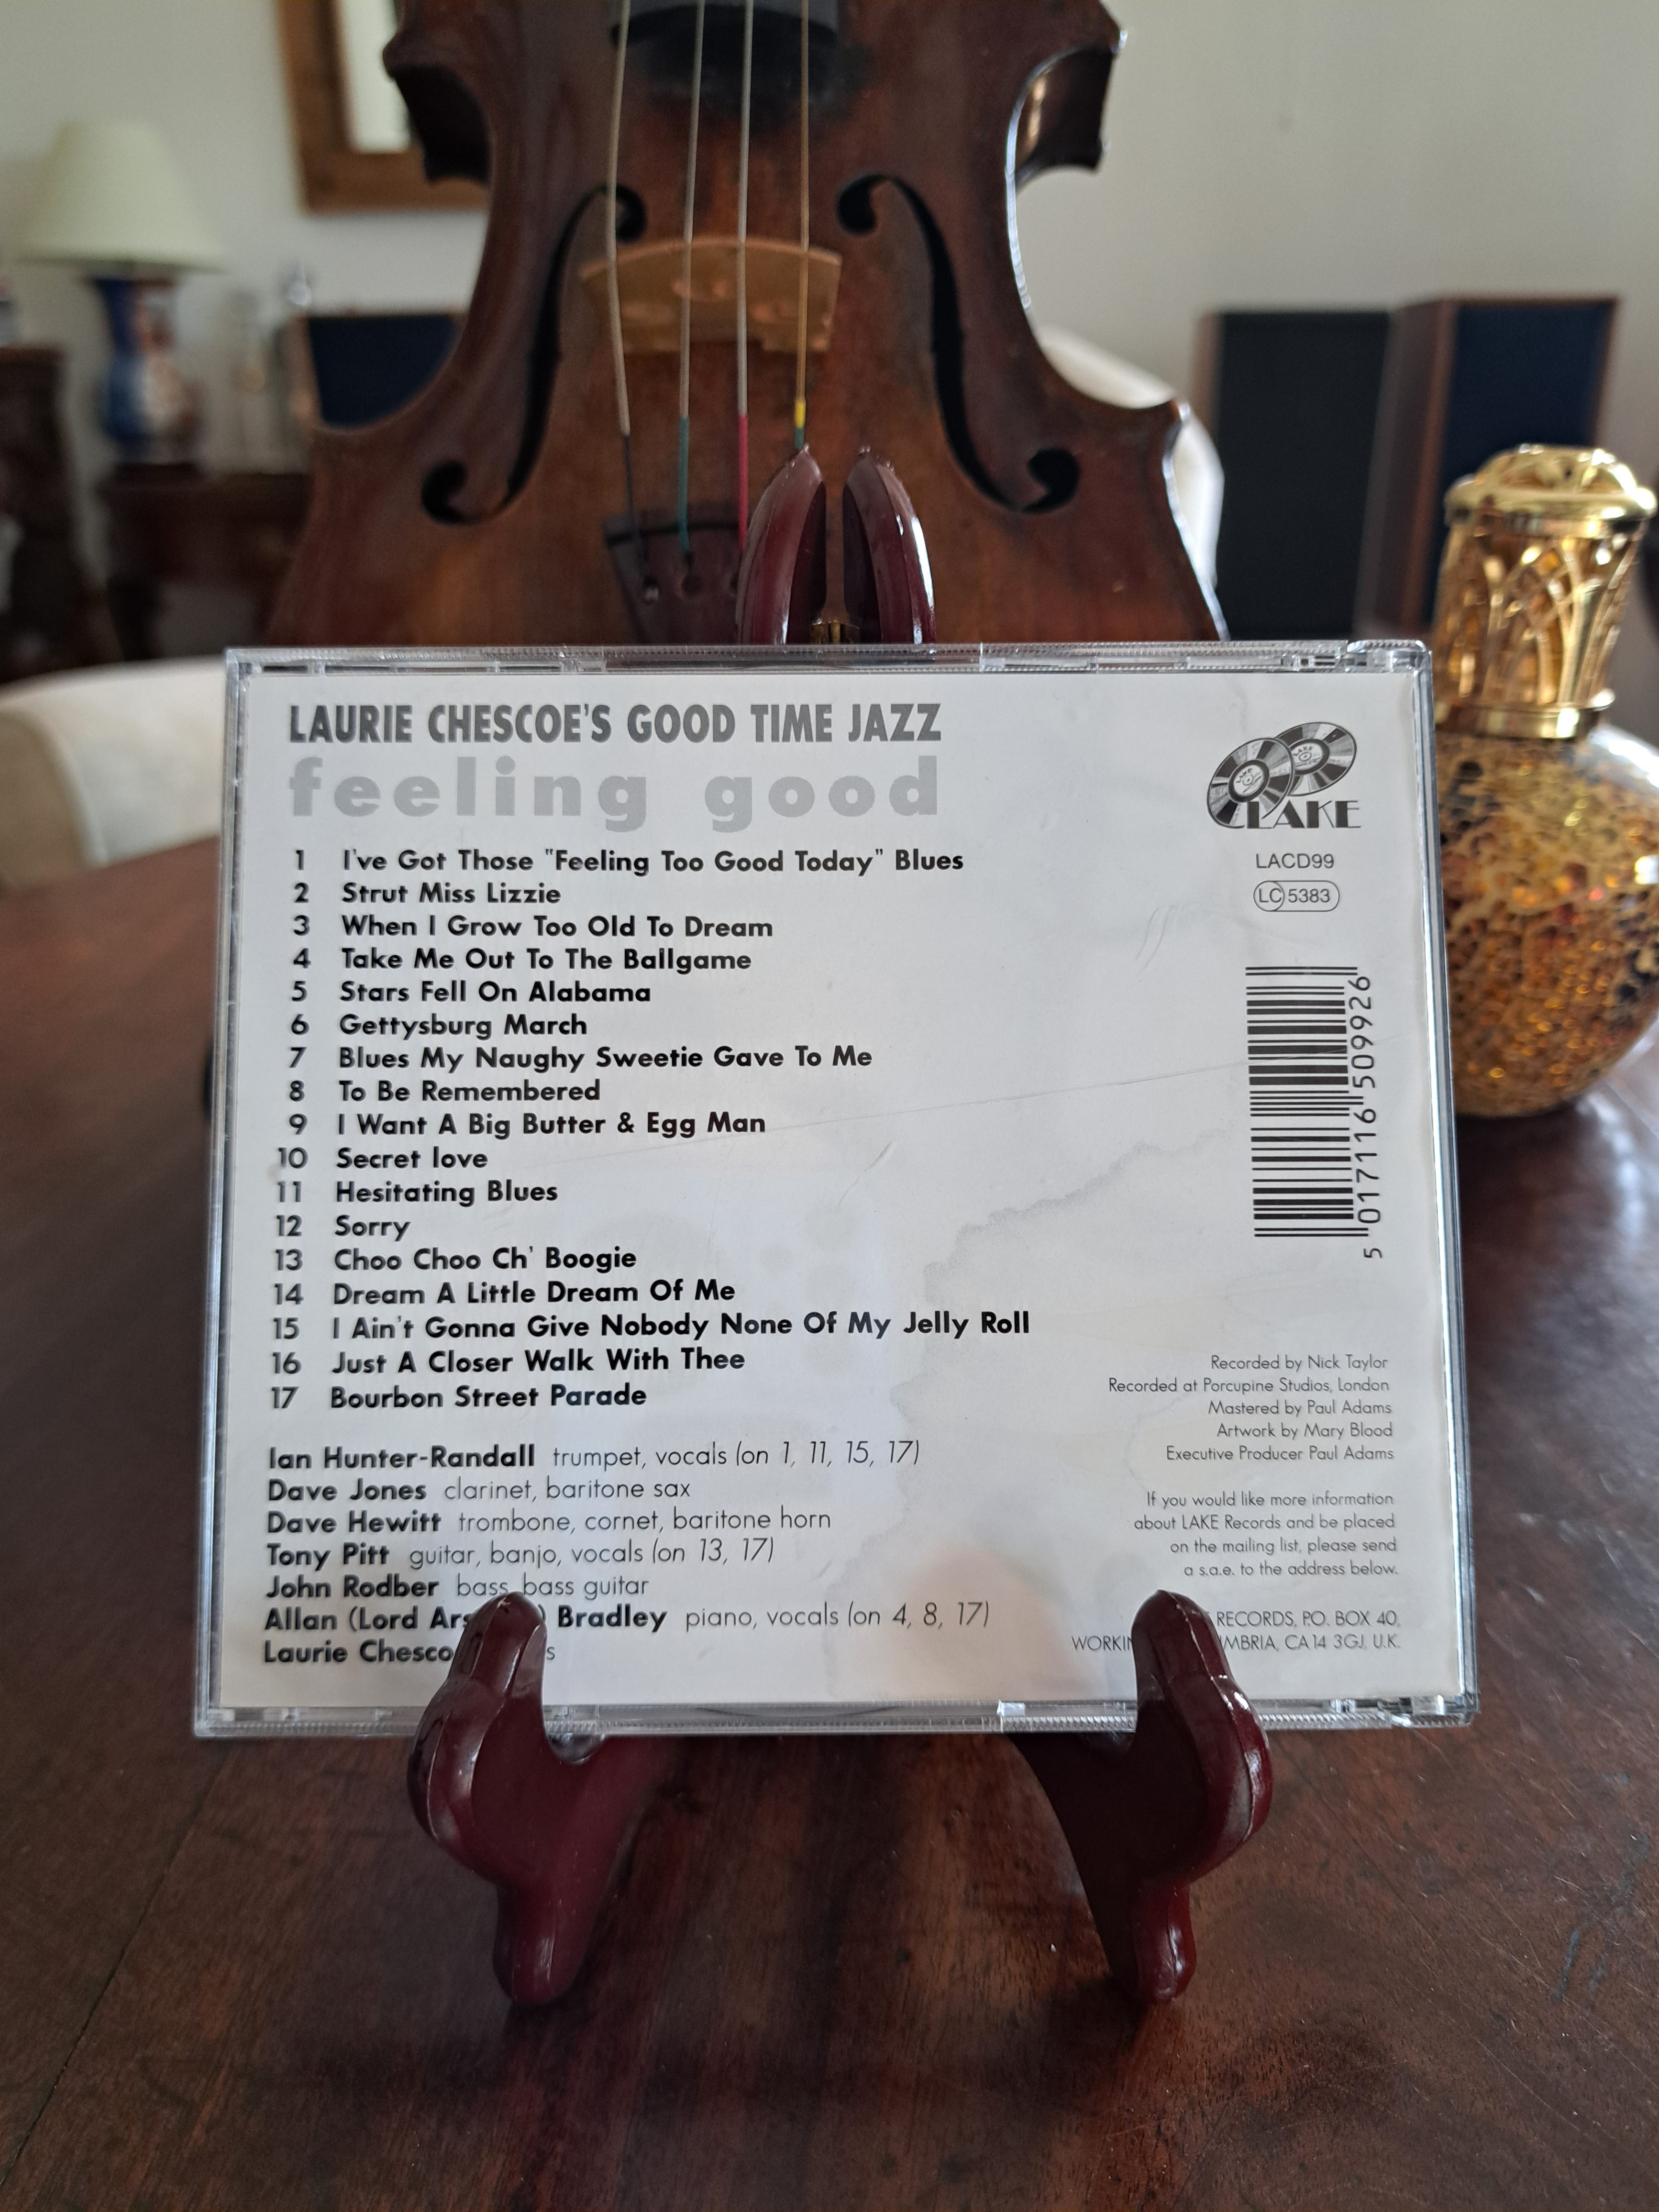 LAURIE CHESCOE'S GOOD TIME JAZZ
feeling good
1 I've Got Those "Feeling Too Good Today" Blues
2 Strut Miss Lizzie
3 When I Grow Too Old To Dream
4 Take Me Out To The Ballgame
5 Stars Fell On Alabama
6 Gettysburg March
7 Blues My Naughy Sweetie Gave To Me
8 To Be Remembered
9 I Want A Big Butter & Egg Man
10 Secret love
11 Hesitating Blues
12 Sorry
13 Choo Choo Ch' Boogie
14 Dream A Little Dream Of Me
15 I Ain't Gonna Give Nobody None Of My Jelly Roll
16 Just A Closer Walk With Thee
17 Bourbon Street Parade
Ian Hunter-Randall trumpet, vocals (on 1, 11, 15, 17)
Dave Jones clarinet, baritone sax
Dave Hewitt trombone, cornet, baritone horn
Tony Pitt guitar, banjo, vocals (on 13, 17)
John Rodber bass, bass guitar
Allan (Lord Bradley piano, vocals (on 4, 8, 17)
Laurie
LAKE
LACD99
LC 5383
5 017116 509926
Recorded by Nick Taylor
Recorded at Porcupine Studios, London
Mastered by Paul Adams
Artwork by Mary Blood
Executive Producer Paul Adams
If you would like more information
about LAKE Records and be placed
on the mailing list, please send
a s.a.e. to the address below.
RECORDS, P.O. BOX 40,
CA14 3GJ, U.K.